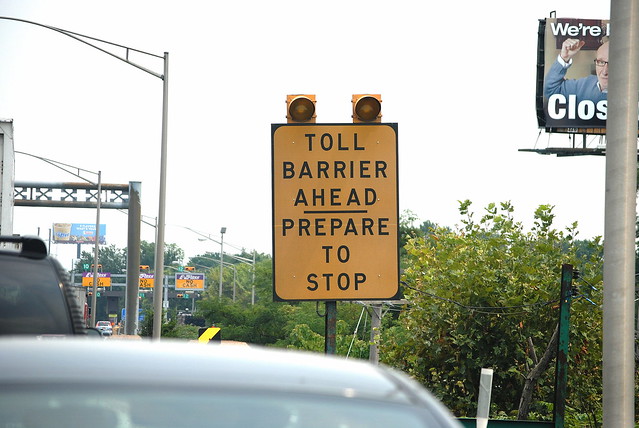 TOLL
BARRIER
AHEAD
PREPARE
TO
STOP
We're
Clos